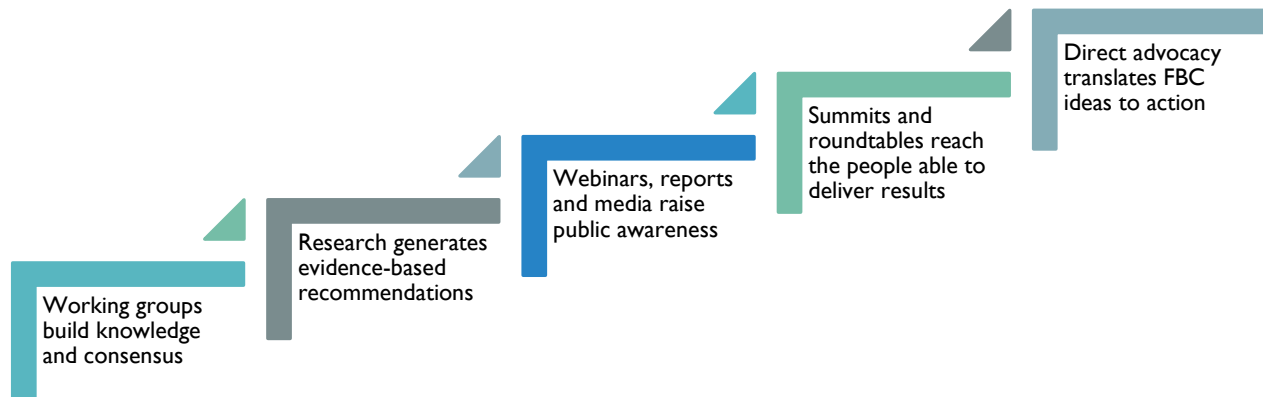 Working groups
build knowledge
and consensus
Research generates
evidence-based
recommendations
Webinars, reports
and media raise
public awareness
Summits and
roundtables reach
the people able to
deliver results
Direct advocacy
translates FBC
ideas to action